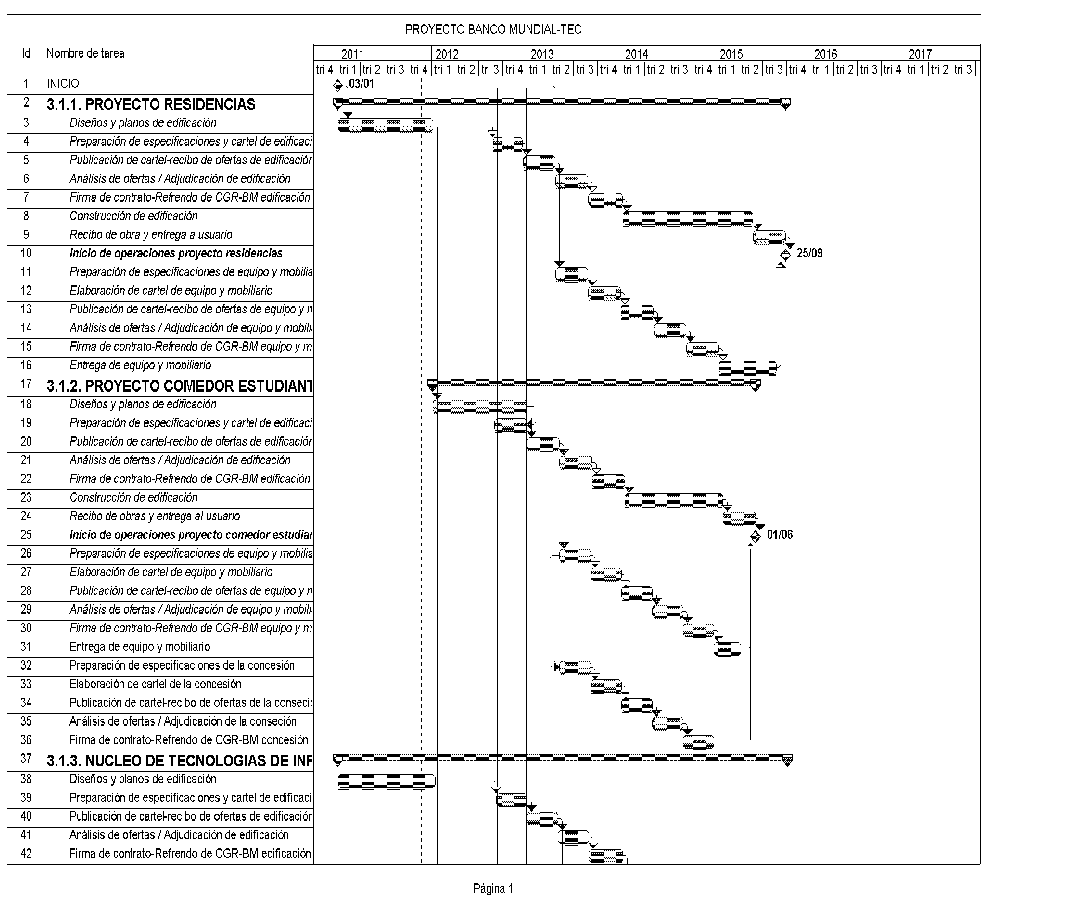 PROYECTO BANCO MUNDIAL-TEC
Id Nombre de tarea 2011 2012 2013 2014 2015 2016 2017
tri 4 tri 1 tri 2 tri 3 tri 4 tri 1 tri 2 tri 3 tri 4 tri 1 tri 2 tri 3 tri 4 tri 1 tri 2 tri 3 tri 4 tri 1 tri 2 tri 3 tri 4 tri 1 tri 2 tri 3 tri 4 tri 1 tri 2 tri 3
1 INICIO 03/01
2 3.1.1. PROYECTO RESIDENCIAS
3 Diseños y planos de edificación
4 Preparación de especificaciones y cartel de edificaci
5 Publicación de cartel-recibo de ofertas de edificación
6 Análisis de ofertas / Adjudicación de edificación
7 Firma de contrato-Refrendo de CGR-BM edificación
8 Construcción de edificación
9 Recibo de obra y entrega a usuario
10 Inicio de operaciones proyecto residencias 25/09
11 Preparación de especificaciones de equipo y mobilia
12 Elaboración de cartel de equipo y mobiliario
13 Publicación de cartel-recibo de ofertas de equipo y m
14 Análisis de ofertas / Adjudicación de equipo y mobili
15 Firma de contrato-Refrendo de CGR-BM equipo y m
16 Entrega de equipo y mobiliario
17 3.1.2. PROYECTO COMEDOR ESTUDIANT
18 Diseños y planos de edificación
19 Preparación de especificaciones y cartel de edificaci
20 Publicación de cartel-recibo de ofertas de edificación
21 Análisis de ofertas / Adjudicación de edificación
22 Firma de contrato-Refrendo de CGR-BM edificación
23 Construcción de edificación
24 Recibo de obras y entrega al usuario
25 Inicio de operaciones proyecto comedor estudian 01/06
26 Preparación de especificaciones de equipo y mobilia
27 Elaboración de cartel de equipo y mobiliario
28 Publicación de cartel-recibo de ofertas de equipo y m
29 Análisis de ofertas / Adjudicación de equipo y mobili
30 Firma de contrato-Refrendo de CGR-BM equipo y m
31 Entrega de equipo y mobiliario
32 Preparación de especificaciones de la concesión
33 Elaboración de cartel de la concesión
34 Publicación de cartel-recibo de ofertas de la conseci
35 Análisis de ofertas / Adjudicación de la conseción
36 Firma de contrato-Refrendo de CGR-BM concesión
37 3.1.3. NUCLEO DE TECNOLOGIAS DE INF
38 Diseños y planos de edificación
39 Preparación de especificaciones y cartel de edificaci
40 Publicación de cartel-recibo de ofertas de edificación
41 Análisis de ofertas / Adjudicación de edificación
42 Firma de contrato-Refrendo de CGR-BM edificación
Página 1